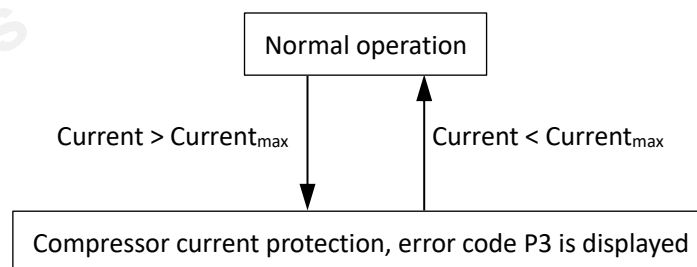 Normal operation
Current > Currentmax
Current < Currentmax
Compressor current protection, error code P3 is displayed